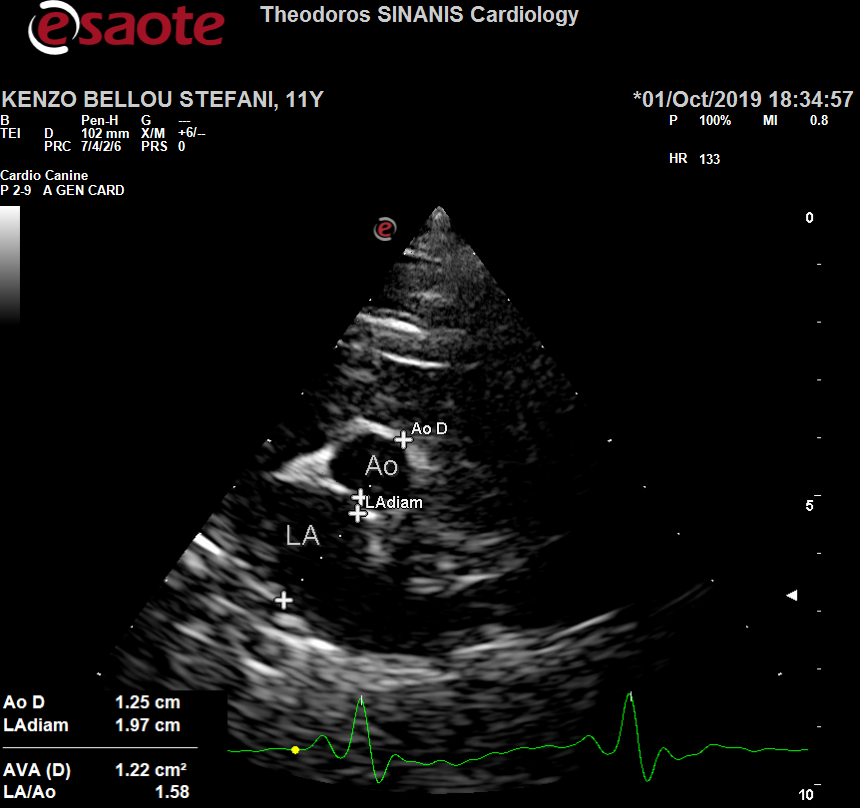 esaote
Theodoros SINANIS Cardiology
KENZO BELLOU STEFANI, 11Y
*01/Oct/2019 18:34:57
B Pen-H G ---
TEI D 102 mm X/M +6/--
PRC 7/4/2/6 PRS 0
P 100% MI 0.8
HR 133
Cardio Canine
P 2-9 A GEN CARD
e
0
Ao D
Ao
LAdiam
5
LA
Ao D 1.25 cm
LAdiam 1.97 cm
AVA (D) 1.22 cm²
LA/Ao 1.58
10